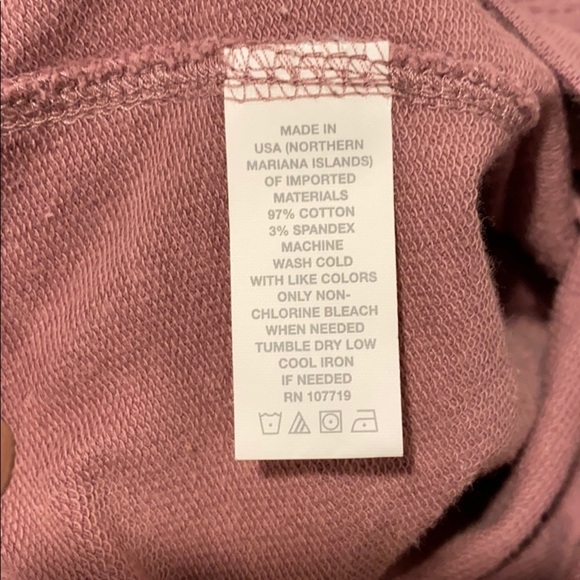 MADE IN
USA (NORTHERN
MARIANA ISLANDS)
OF IMPORTED
MATERIALS
97% COTTON
3% SPANDEX
MACHINE
WASH COLD
WITH LIKE COLORS
ONLY NON-
CHLORINE BLEACH
WHEN NEEDED
TUMBLE DRY LOW
COOL IRON
IF NEEDED
RN 107719